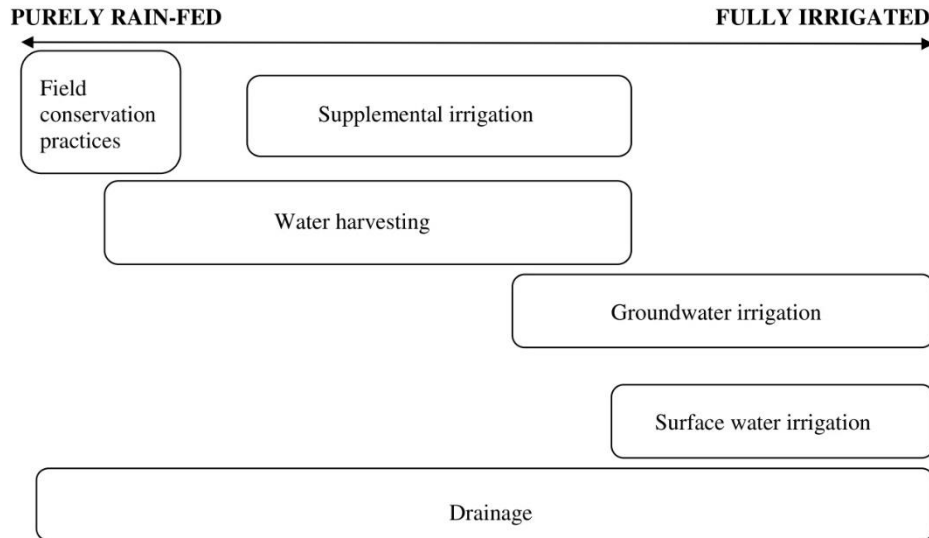 PURELY RAIN-FED
FULLY IRRIGATED
Field
conservation
practices
Supplemental irrigation
Water harvesting
Groundwater irrigation
Surface water irrigation
Drainage